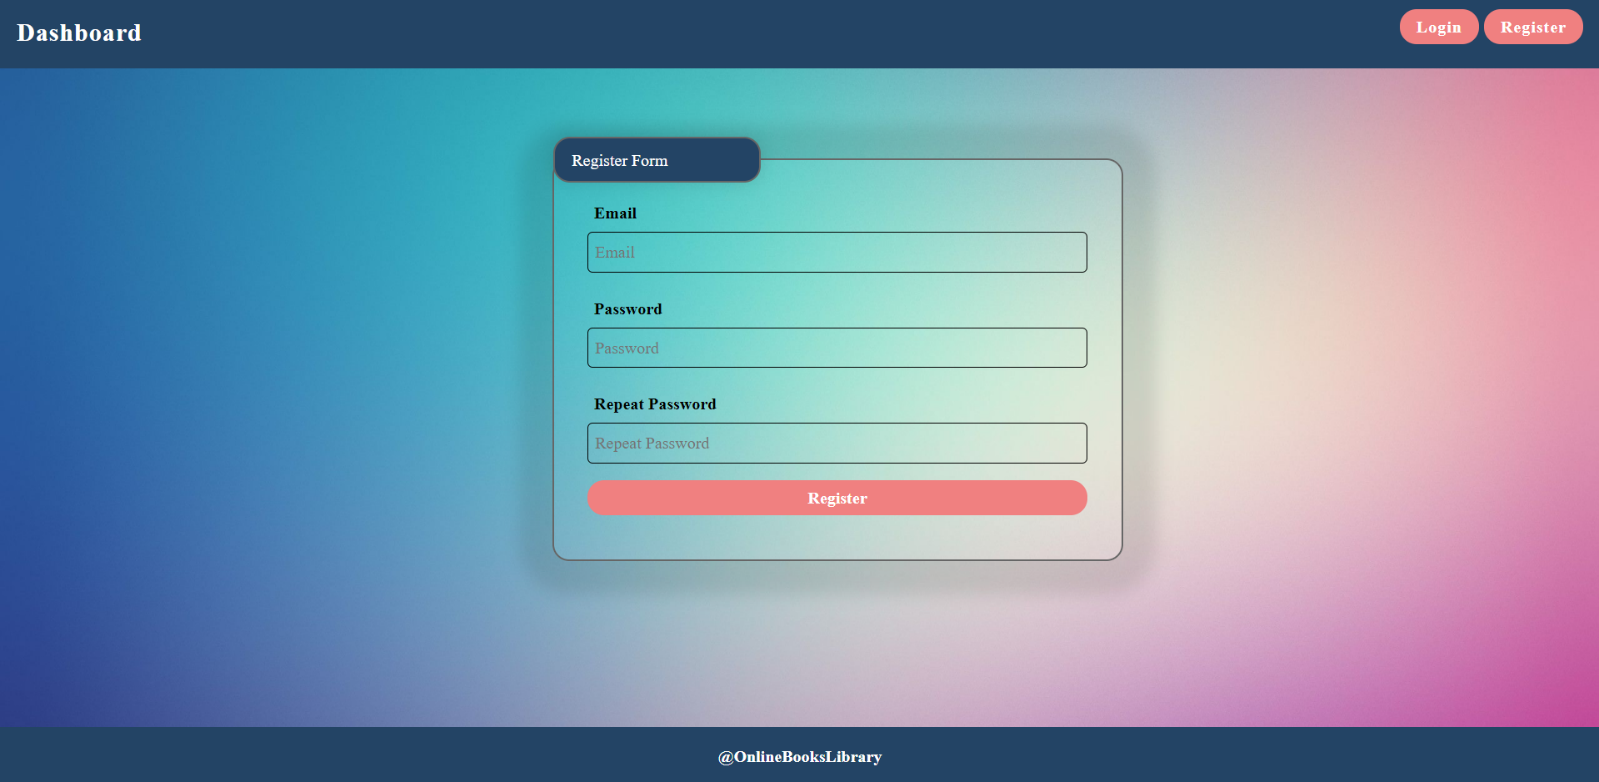 Dashboard
Login
Register
Register Form
Email
Email
Password
Password
Repeat Password
Repeat Password
Register
@OnlineBooksLibrary